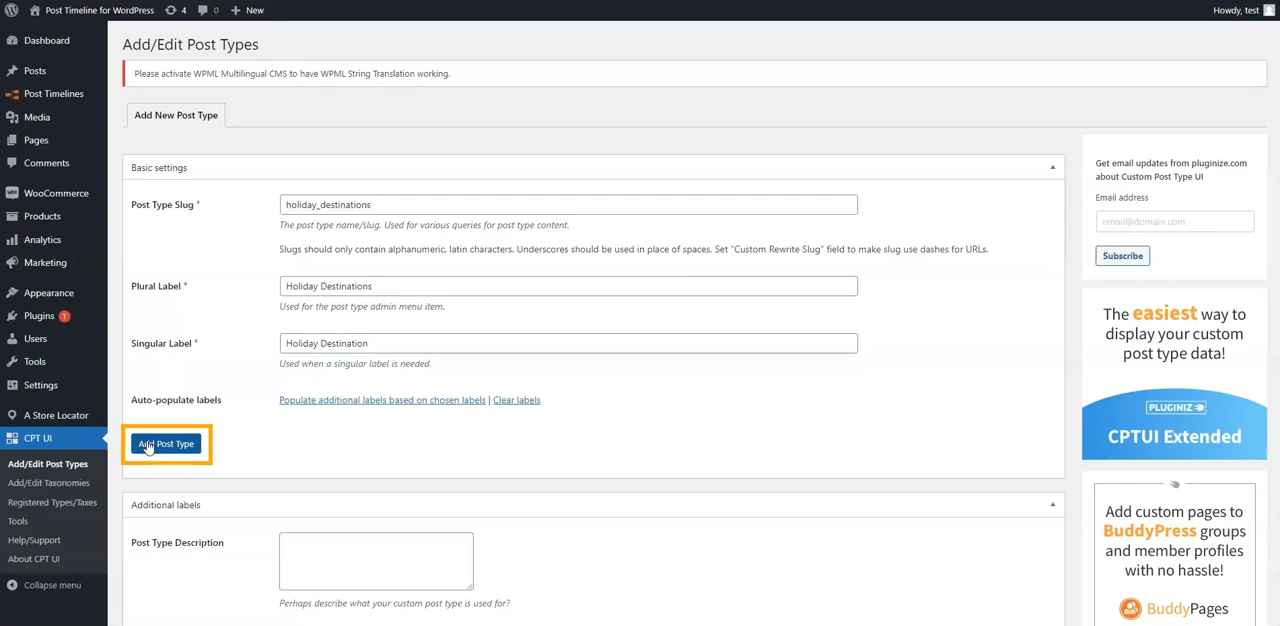 Post Timeline for WordPress 4 0 New Howdy, test
Dashboard
Posts
Post Timelines
Media
Pages
Comments
WooCommerce
Products
Analytics
Marketing
Appearance
Plugins 1
Users
Tools
Settings
A Store Locator
CPT UI
Add/Edit Post Types
Add/Edit Taxonomies
Registered Types/Taxes
Tools
Help/Support
About CPT UI
Collapse menu
Add/Edit Post Types
Please activate WPML Multilingual CMS to have WPML String Translation working.
Add New Post Type
Basic settings
Post Type Slug *
holiday_destinations
The post type name/slug. Used for various queries for post type content.
Slugs should only contain alphanumeric, latin characters. Underscores should be used in place of spaces. Set "Custom Rewrite Slug" field to make slug use dashes for URLs.
Plural Label *
Holiday Destinations
Used for the post type admin menu item.
Singular Label *
Holiday Destination
Used when a singular label is needed.
Auto-populate labels
Populate additional labels based on chosen labels | Clear labels
Add Post Type
Additional labels
Post Type Description
Perhaps describe what your custom post type is used for?
Get email updates from pluginize.com
about Custom Post Type UI
Email address
email@domain.com
Subscribe
The easiest way to
display your custom
post type data!
PLUGINIZ
CPTUI Extended
Add custom pages to
BuddyPress groups
and member profiles
with no hassle!
BuddyPages